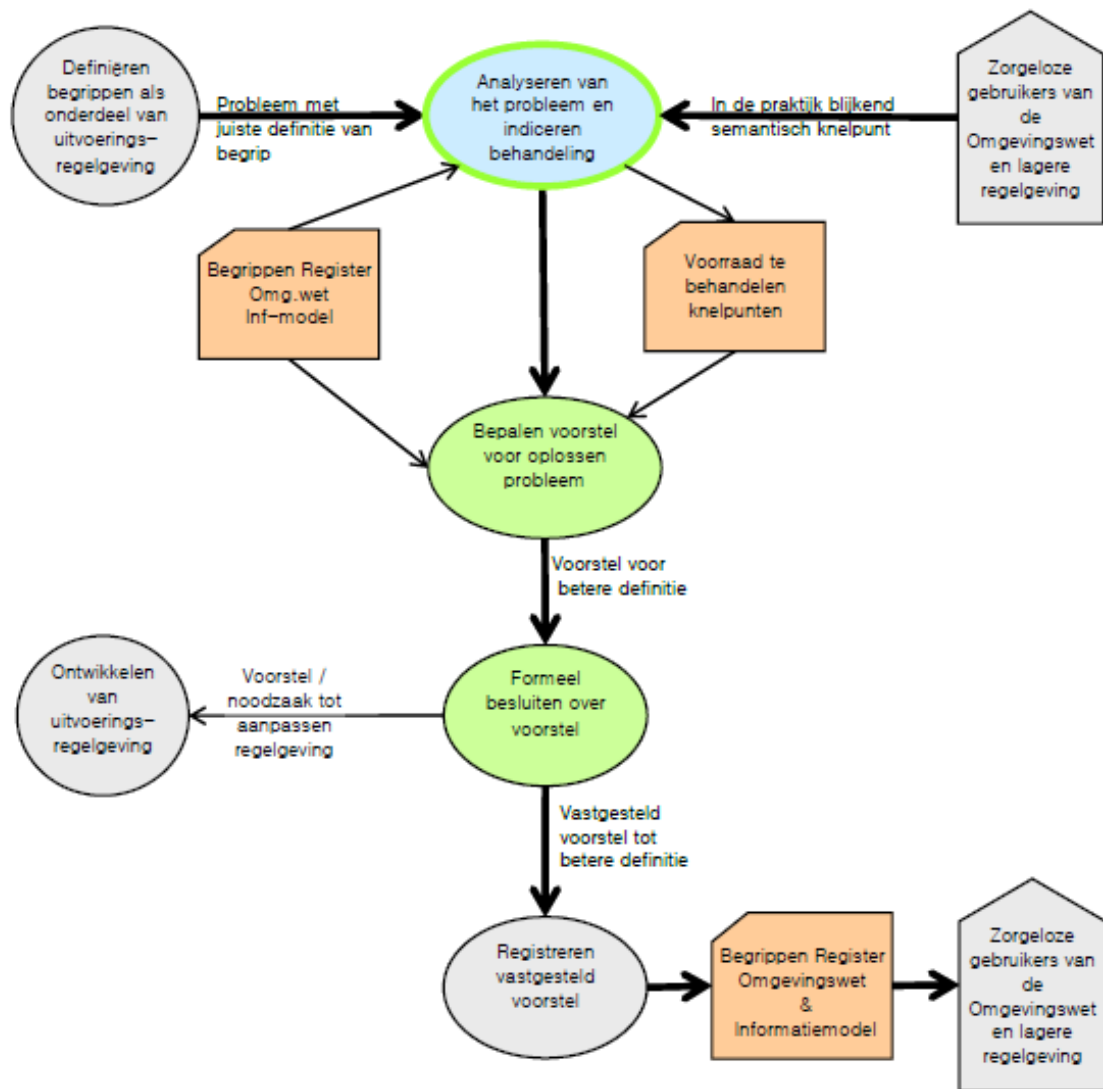 Definiëren
begrippen als
onderdeel van
uitvoerings-
regelgeving
Probleem met
juiste definitie van
begrip
Analyseren van
het probleem en
indiceren
behandeling
In de praktijk blijkend
semantisch knelpunt
Zorgeloze
gebruikers van
de
Omgevingswet
en lagere
regelgeving
Begrippen Register
Omg.wet
Inf-model
Voorraad te
behandelen
knelpunten
Bepalen voorstel
voor oplossen
probleem
Voorstel voor
betere definitie
Ontwikkelen
van
uitvoerings-
regelgeving
Voorstel /
noodzaak tot
aanpassen
regelgeving
Formeel
besluiten over
voorstel
Vastgesteld
voorstel tot
betere definitie
Registreren
vastgesteld
voorstel
Begrippen Register
Omgevingswet
&
Informatiemodel
Zorgeloze
gebruikers van
de
Omgevingswet
en lagere
regelgeving